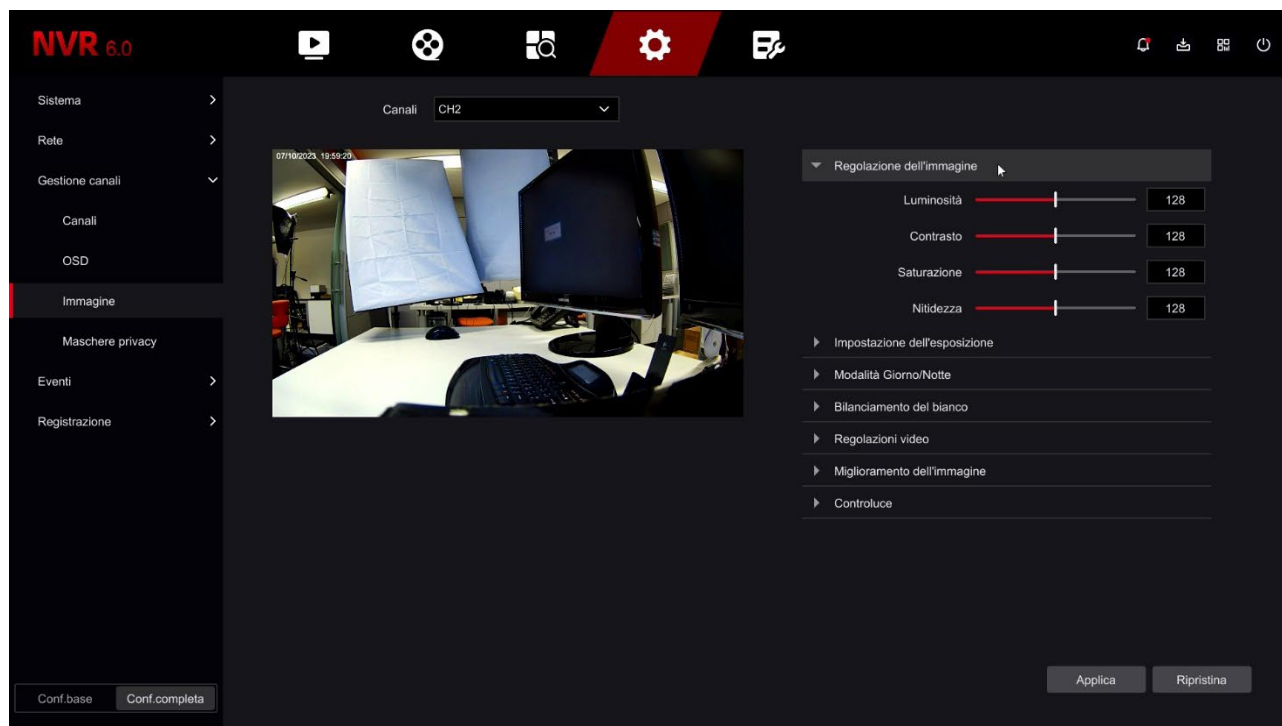 NVR 6.0
Sistema
Rete
Gestione canali
Canali
OSD
Immagine
Maschere privacy
Eventi
Registrazione
Conf.base
Conf.completa
Canali CH2
07/10/2023 19:59:20
Regolazione dell'immagine
Luminosità 128
Contrasto 128
Saturazione 128
Nitidezza 128
Impostazione dell'esposizione
Modalità Giorno/Notte
Bilanciamento del bianco
Regolazioni video
Miglioramento dell'immagine
Controluce
Applica
Ripristina